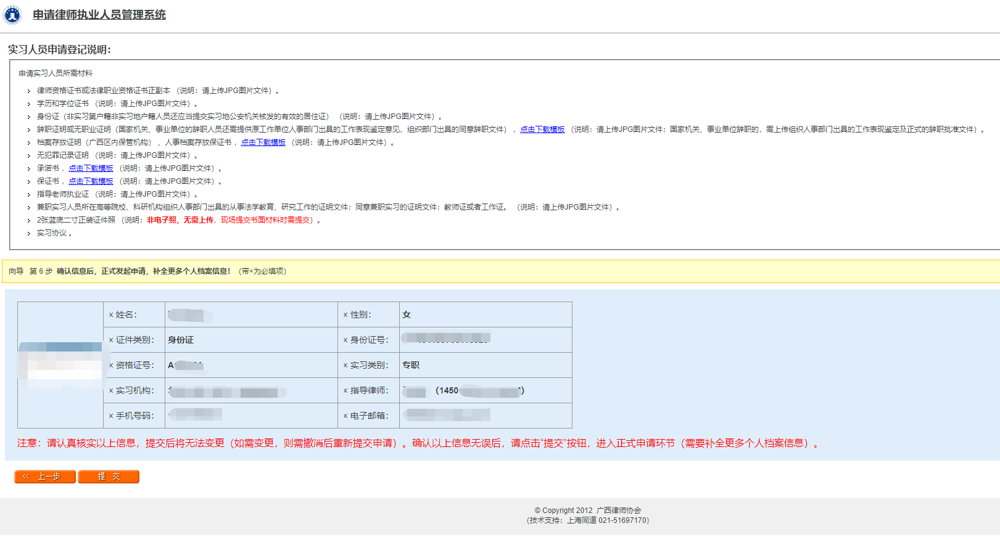 申请律师执业人员管理系统
实习人员申请登记说明：
申请实习人员所需材料
律师资格证书或法律职业资格证书正副本 （说明：请上传JPG图片文件）。
学历和学位证书 （说明：请上传JPG图片文件）。
身份证（非实习第户籍非实习地户籍人员还应当提交实习地公安机关核发的有效的居住证） （说明：请上传JPG图片文件）。
辞职证明或无职业证明（国家机关、事业单位的辞职人员还需提供原工作单位人事部门出具的工作表现鉴定意见、组织部门出具的同意辞职文件），点击下载模板 （说明：请上传JPG图片文件；国家机关、事业单位辞职的，需上传组织人事部门出具的工作表现鉴定及正式的辞职批准文件）。
档案存放证明（广西区内保管机构）、人事档案存放保证书，点击下载模板 （说明：请上传JPG图片文件）。
无犯罪记录证明 （说明：请上传JPG图片文件）。
承诺书，点击下载模板 （说明：请上传JPG图片文件）。
保证书，点击下载模板 （说明：请上传JPG图片文件）。
指导老师执业证 （说明：请上传JPG图片文件）。
兼职实习人员所在高等院校、科研机构组织人事部门出具的从事法学教育、研究工作的证明文件；同意兼职实习的证明文件；教师证或者工作证。 （说明：请上传JPG图片文件）。
2张蓝底二寸正装证件照 （说明：非电子照，无需上传，现场提交书面材料时需提交）。
实习协议 。
向导 第 6 步 确认信息后，正式发起申请，补全更多个人档案信息！ （带×为必填项）
× 姓名： × 性别： 女
× 证件类别： 身份证 × 身份证号：
× 资格证号： A × 实习类别： 专职
× 实习机构： × 指导律师： （1450 ）
× 手机号码： × 电子邮箱：
注意：请认真核实以上信息，提交后将无法变更（如需变更，则需撤消后重新提交申请）。确认以上信息无误后，请点击“提交”按钮，进入正式申请环节（需要补全更多个人档案信息）。
<< 上一步 提 交
© Copyright 2012 广西律师协会
（技术支持：上海同道 021-51697170）